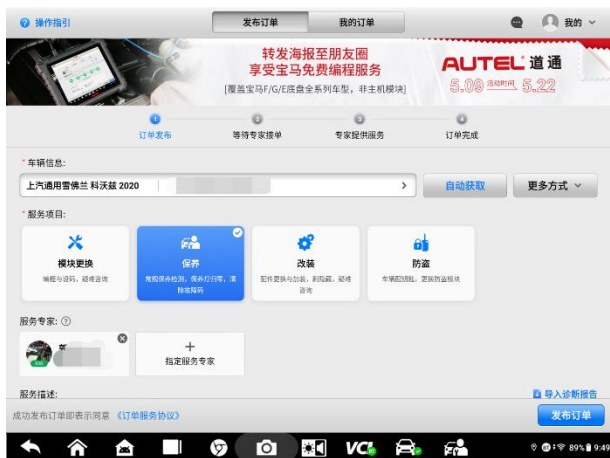 操作指引
发布订单
我的订单
我的
转发海报至朋友圈
享受宝马免费编程服务
[覆盖宝马F/G/E底盘全系列车型，非主机模块]
AUTEL 道通
5.09 活动时间 5.22
1
订单发布
2
等待专家接单
3
专家提供服务
4
订单完成
*车辆信息:
上汽通用雪佛兰 科沃兹 2020
自动获取
更多方式
*服务项目:
模块更换
编程与设码，疑难咨询
保养
常规保养检测，保养灯归零，清
除故障码
改装
配件更换与加装，刷隐藏，疑难
咨询
防盗
车辆配钥匙，更换防盗模块
服务专家:
+
指定服务专家
服务描述:
导入诊断报告
成功发布订单即表示同意 《订单服务协议》
发布订单
VCI
89% 9:49